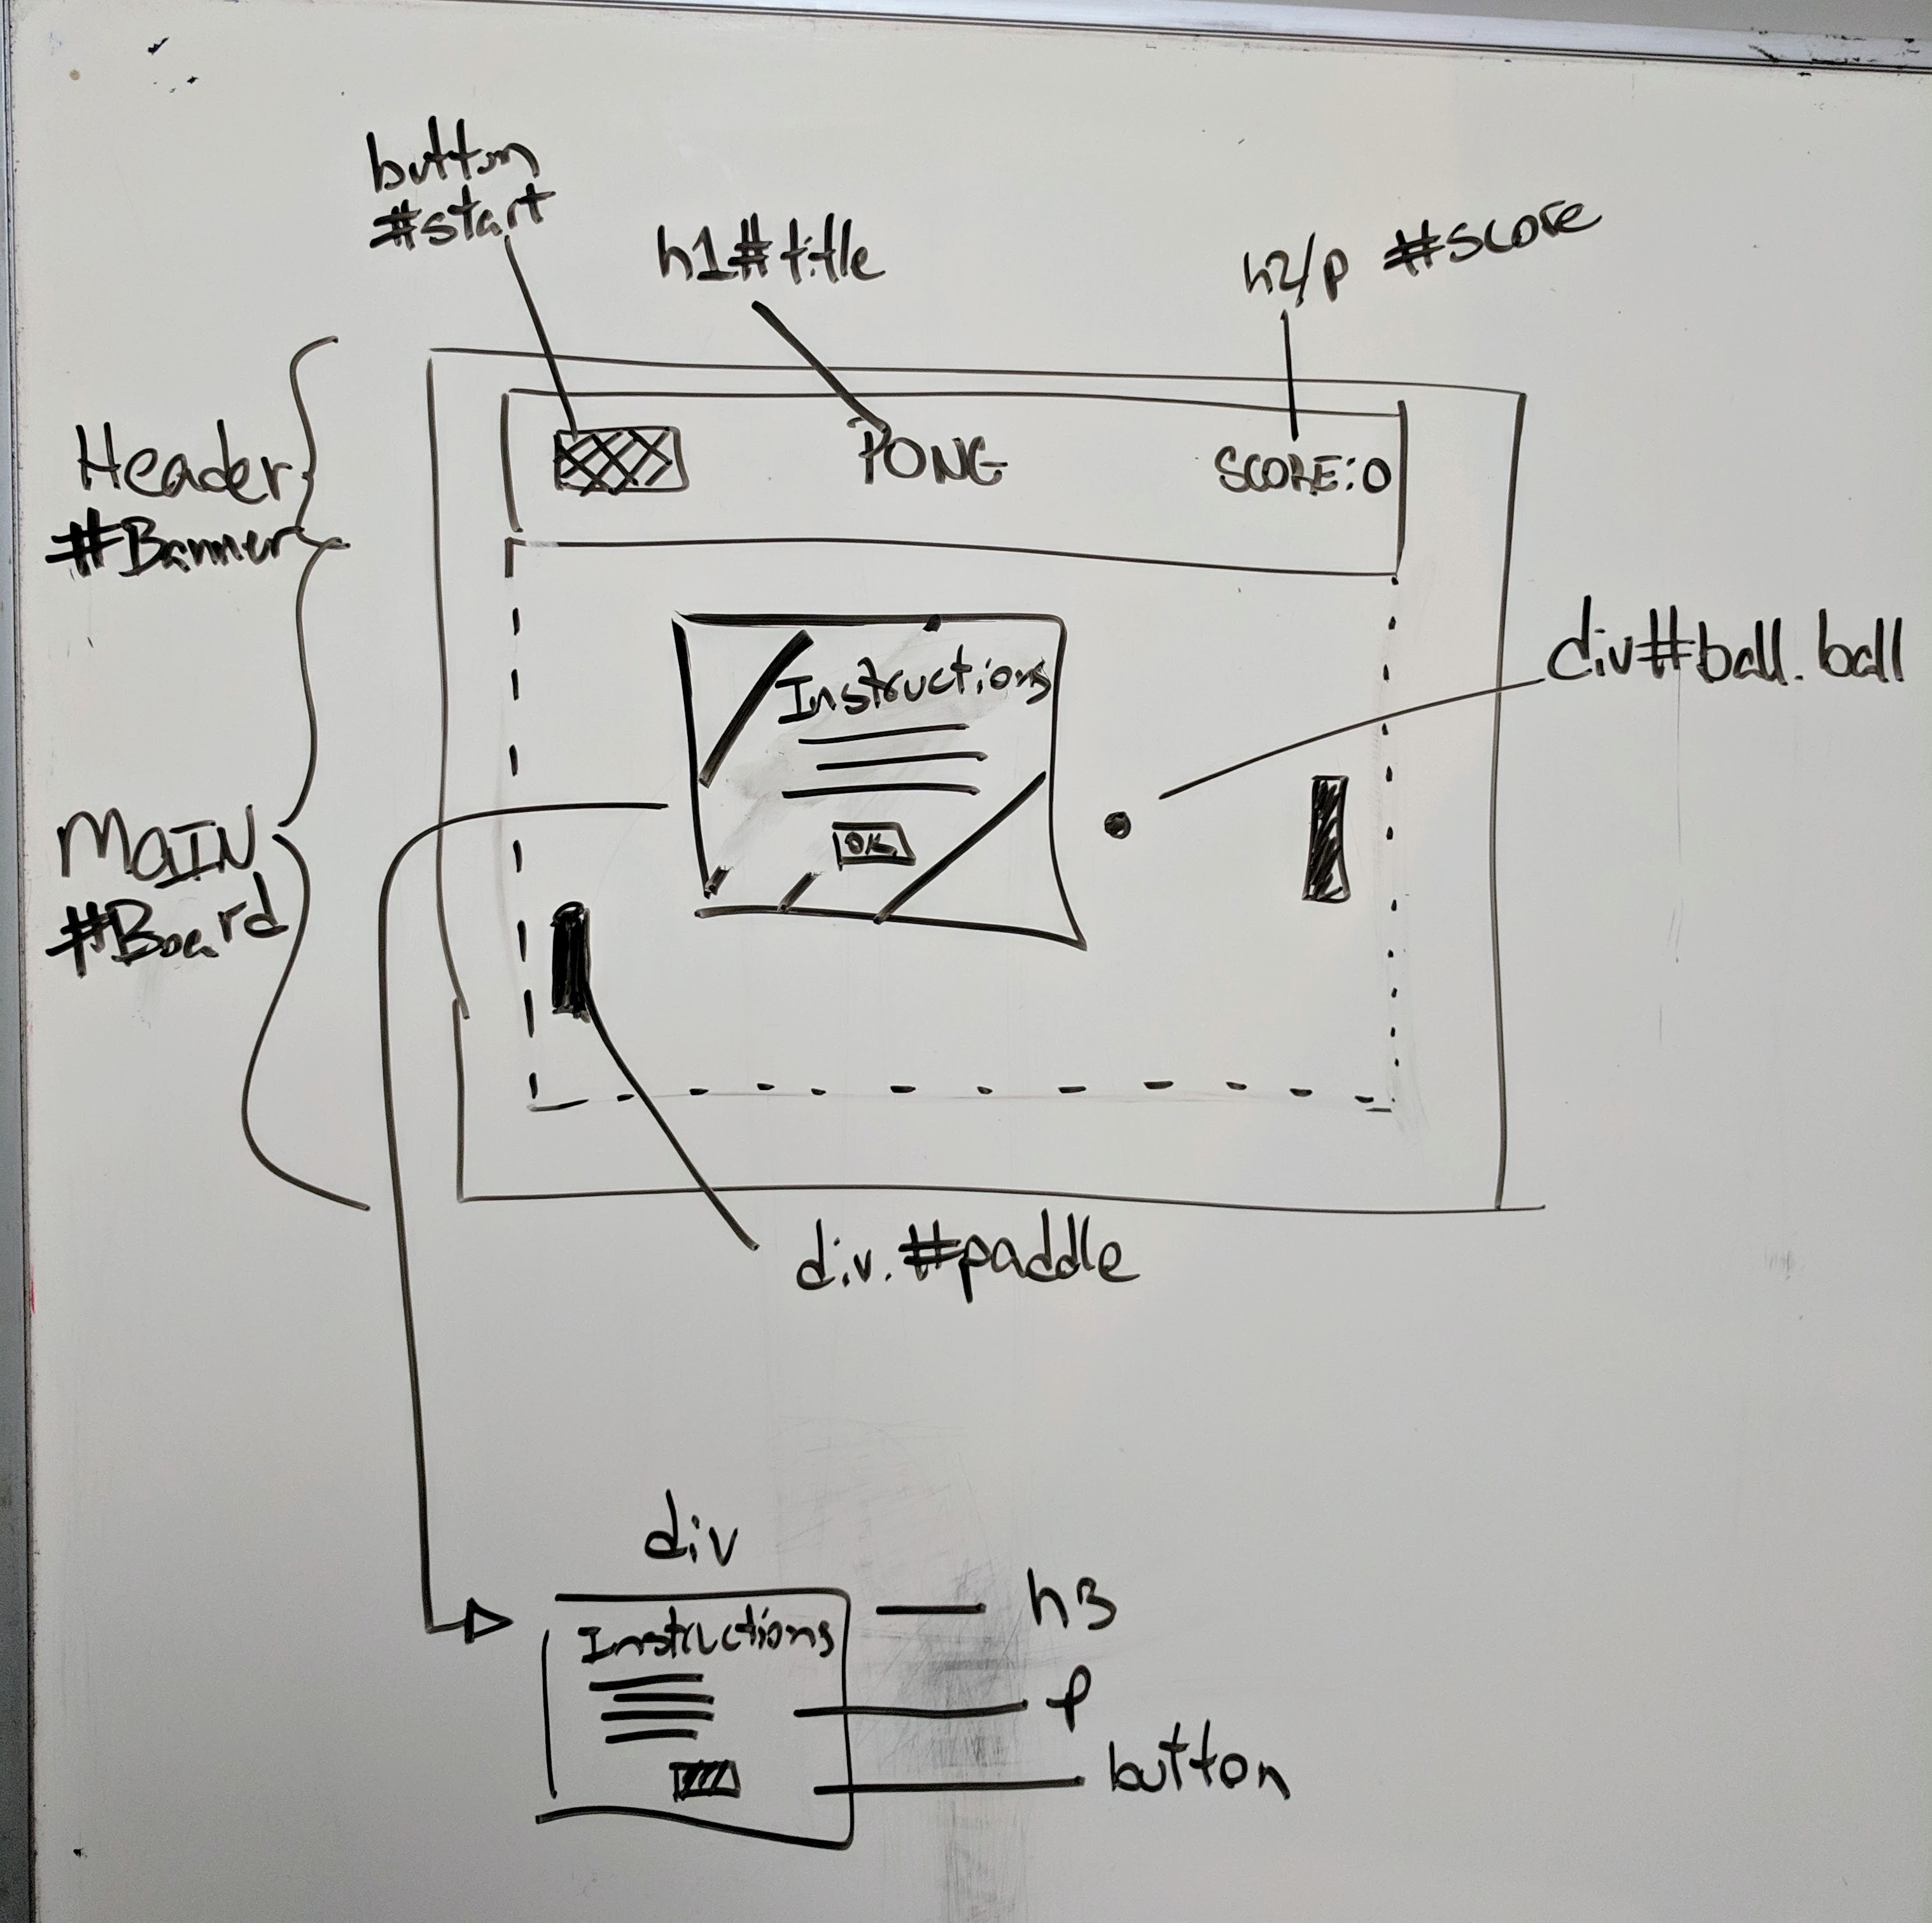 button
#start
h1#title
h2/p #score
Header
#Banner
PONG
SCORE:0
Instructions
OK
div#ball.ball
MAIN
#Board
div.#paddle
div
Instructions
h3
p
button